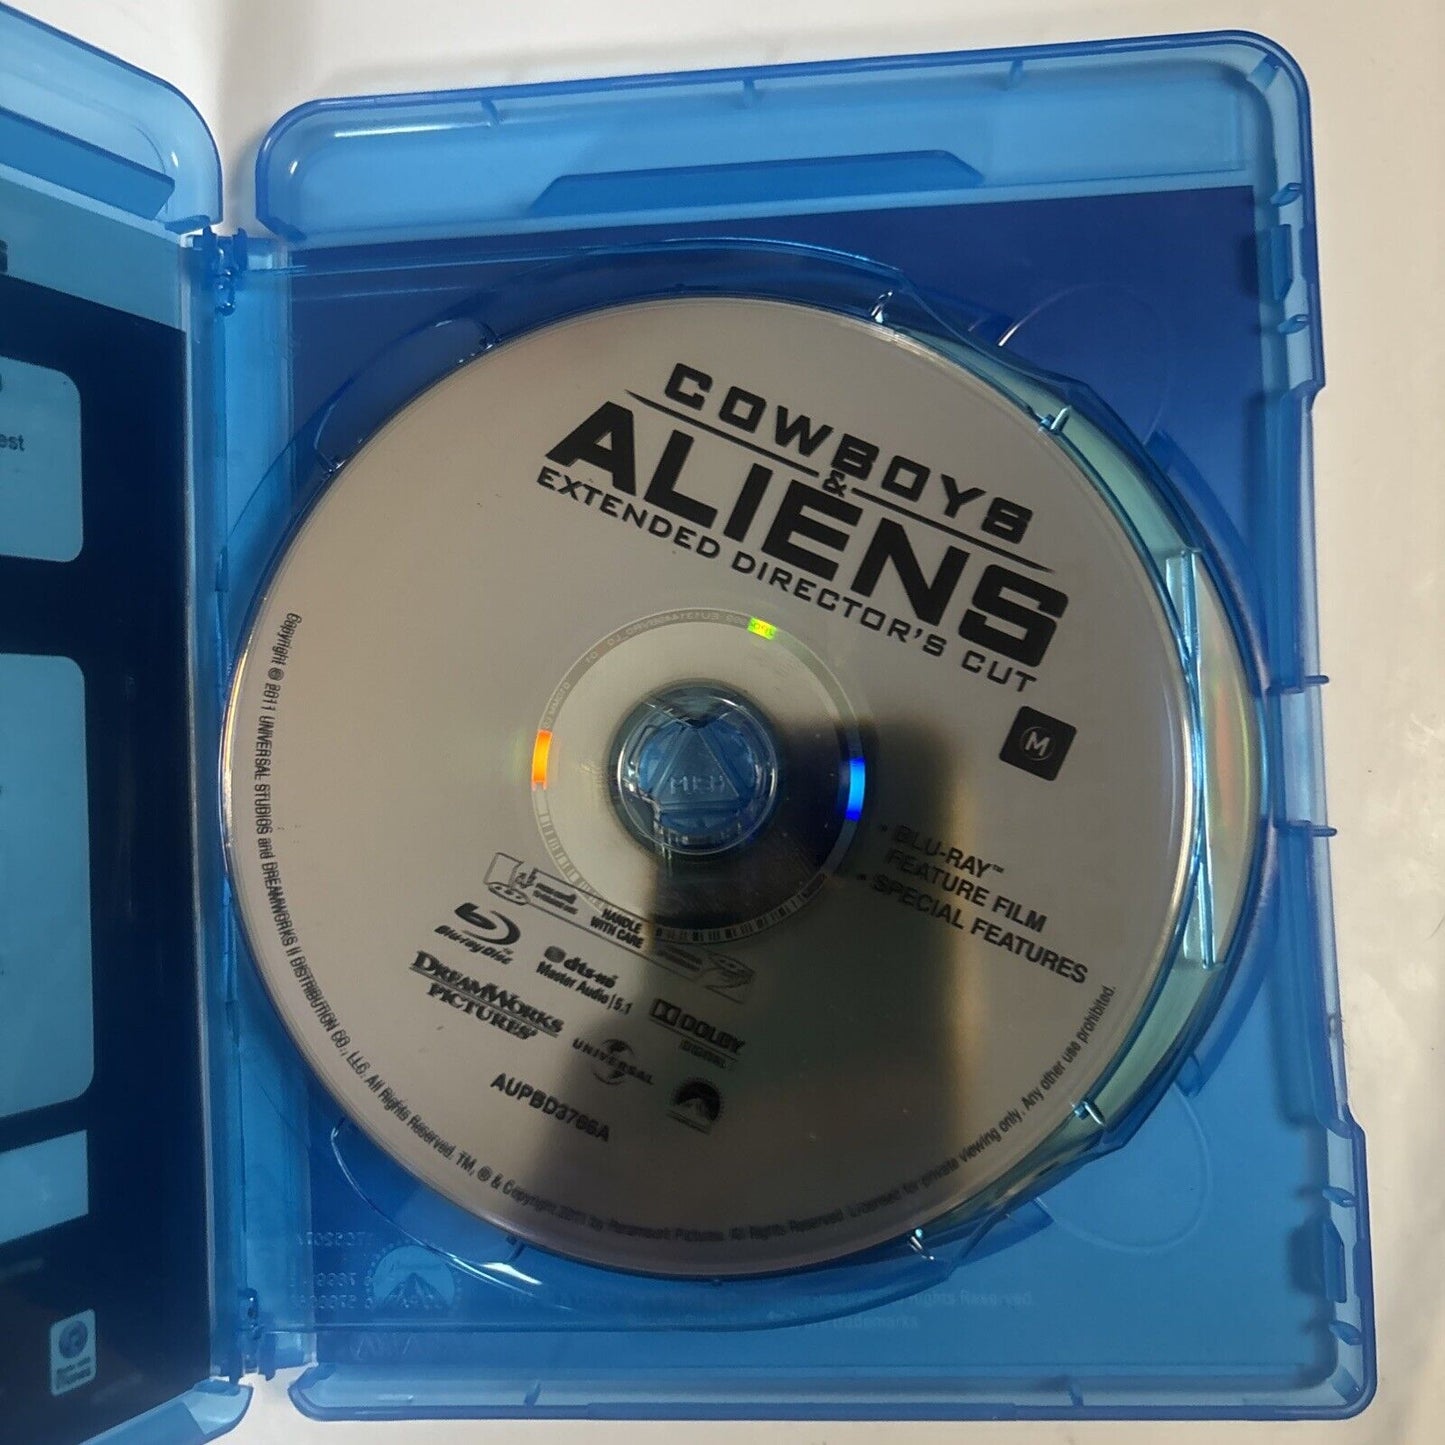 COWBOYS
&
ALIENS
EXTENDED DIRECTOR'S CUT
M
• BLU-RAY™
FEATURE FILM
• SPECIAL FEATURES
HANDLE
WITH CARE
Blu-ray Disc™
dts-HD
Master Audio | 5.1
DOLBY
DIGITAL
DREAMWORKS
PICTURES
UNIVERSAL
AUPBD3766A
Copyright © 2011 UNIVERSAL STUDIOS and DREAMWORKS II DISTRIBUTION CO., LLC. All Rights Reserved. TM, ® & Copyright 2011 by Paramount Pictures. All Rights Reserved. Licensed for private viewing only. Any other use prohibited.
est